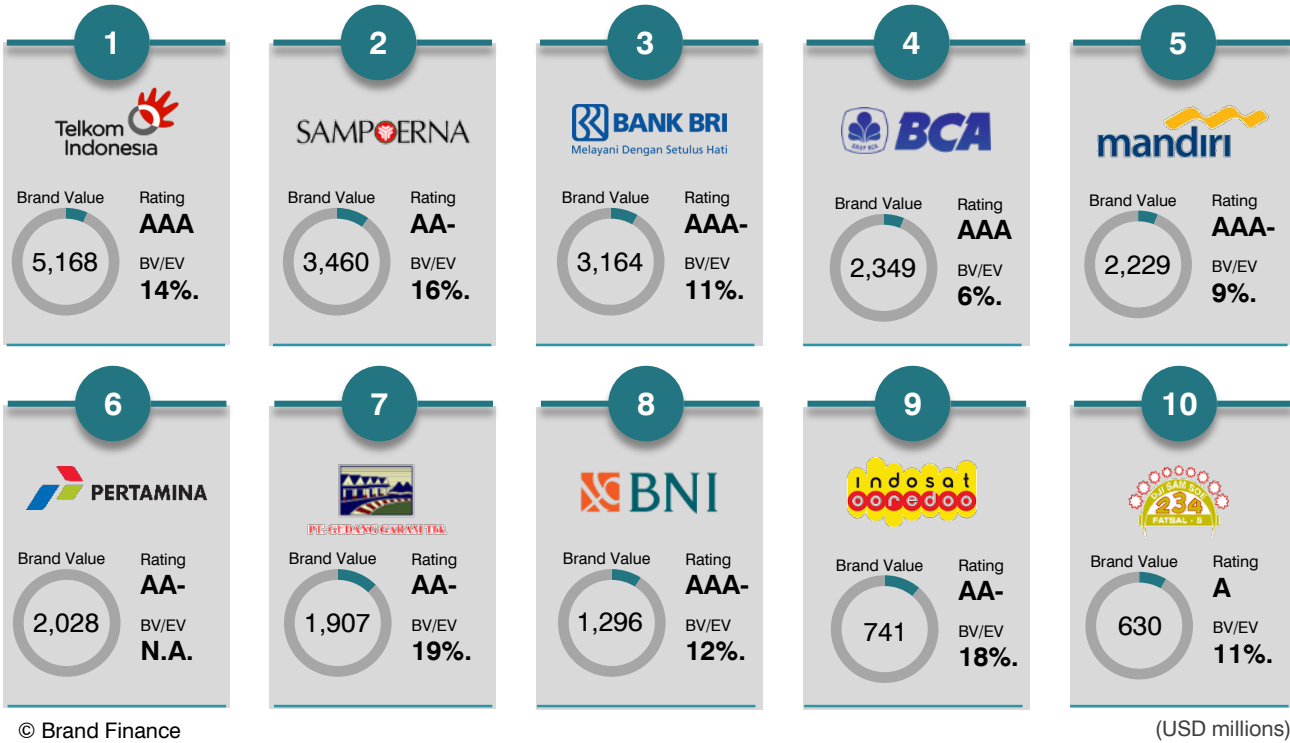 1
Telkom
Indonesia
Brand Value
Rating
AAA
5,168
BV/EV
14%.
2
SAMPOERNA
Brand Value
Rating
AA-
3,460
BV/EV
16%.
3
BANK BRI
Melayani Dengan Setulus Hati
Brand Value
Rating
AAA-
3,164
BV/EV
11%.
4
BCA
Brand Value
Rating
AAA
2,349
BV/EV
6%.
5
mandırı
Brand Value
Rating
AAA-
2,229
BV/EV
9%.
6
PERTAMINA
Brand Value
Rating
AA-
2,028
BV/EV
N.A.
7
PT. GUDANG GARAM Tbk
Brand Value
Rating
AA-
1,907
BV/EV
19%.
8
BNI
Brand Value
Rating
AAA-
1,296
BV/EV
12%.
9
ındosat
ooredoo
Brand Value
Rating
AA-
741
BV/EV
18%.
10
DJI SAM SOE
234
FATSAL - 5
Brand Value
Rating
A
630
BV/EV
11%.
© Brand Finance
(USD millions)